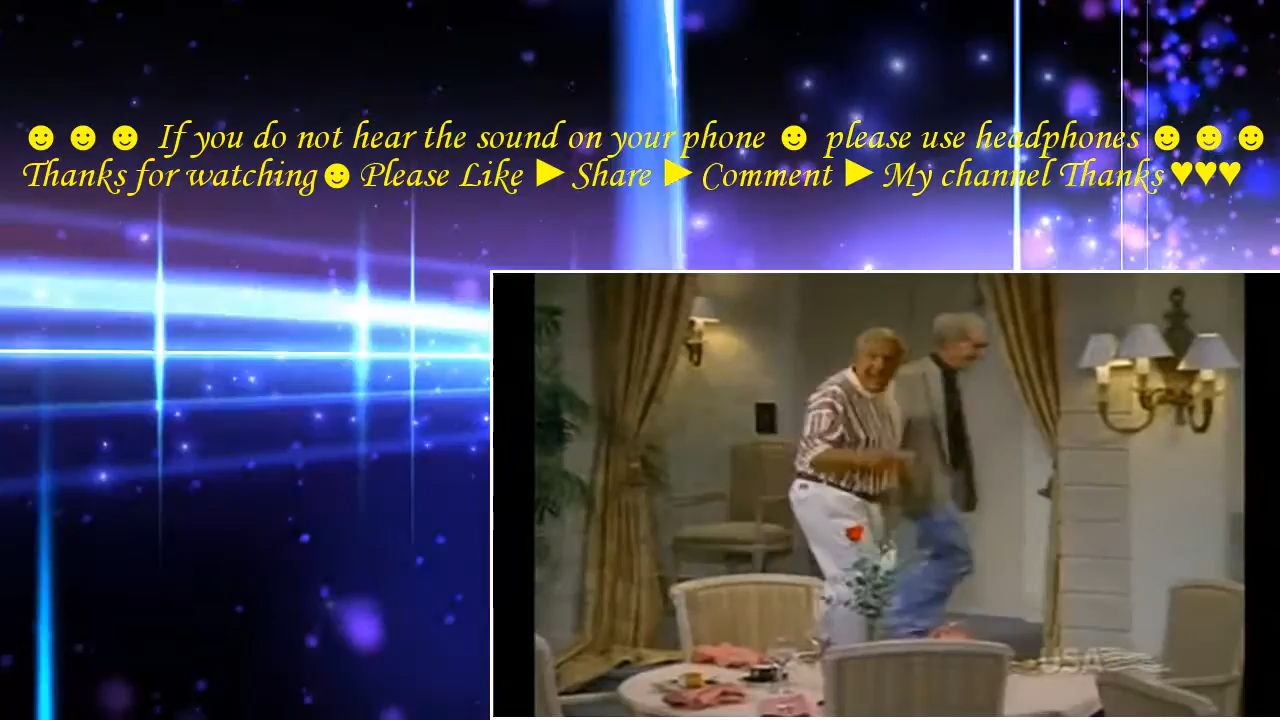 ☻☻☻ If you do not hear the sound on your phone ☻ please use headphones ☻☻☻
Thanks for watching☻Please Like ►Share ►Comment ►My channel Thanks♥♥♥
USA